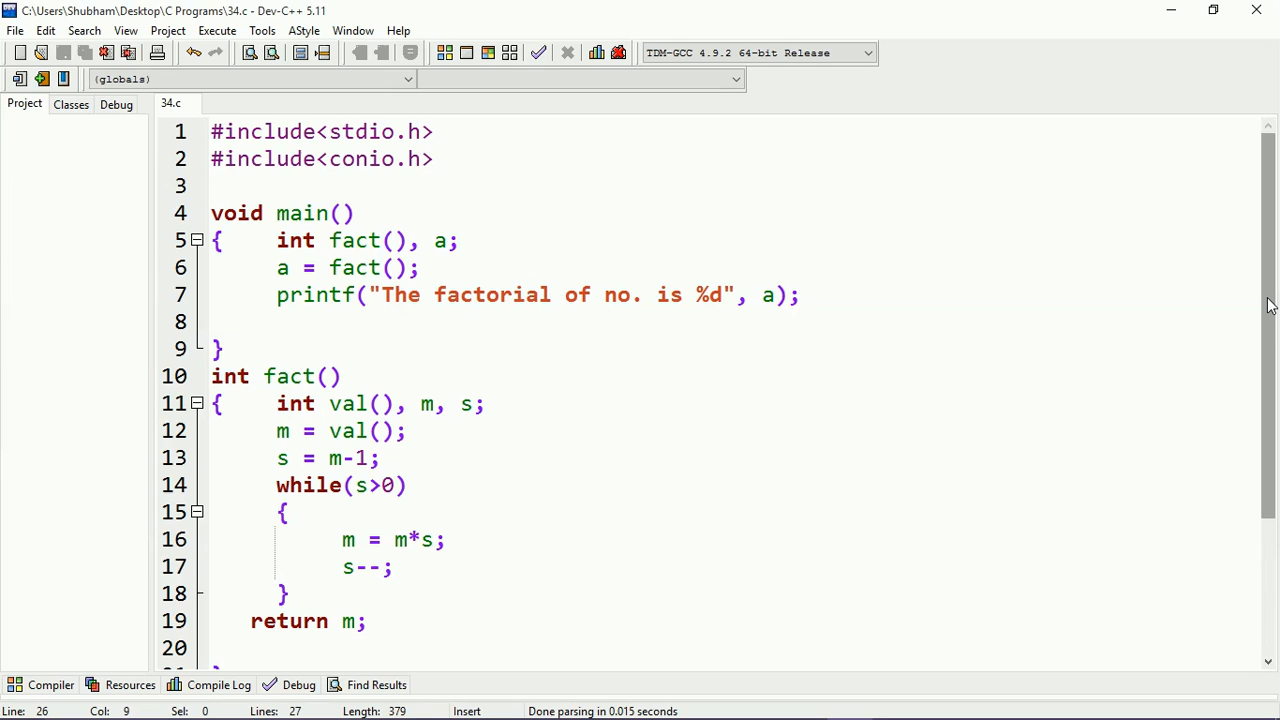 C:\Users\Shubham\Desktop\C Programs\34.c - Dev-C++ 5.11
File Edit Search View Project Execute Tools AStyle Window Help
TDM-GCC 4.9.2 64-bit Release
(globals)
Project Classes Debug 34.c
1 #include<stdio.h>
2 #include<conio.h>
3
4 void main()
5 {    int fact(), a;
6     a = fact();
7     printf("The factorial of no. is %d", a);
8
9 }
10 int fact()
11 {    int val(), m, s;
12     m = val();
13     s = m-1;
14     while(s>0)
15     {
16          m = m*s;
17          s--;
18     }
19   return m;
20
Compiler Resources Compile Log Debug Find Results
Line: 26 Col: 9 Sel: 0 Lines: 27 Length: 379 Insert Done parsing in 0.015 seconds